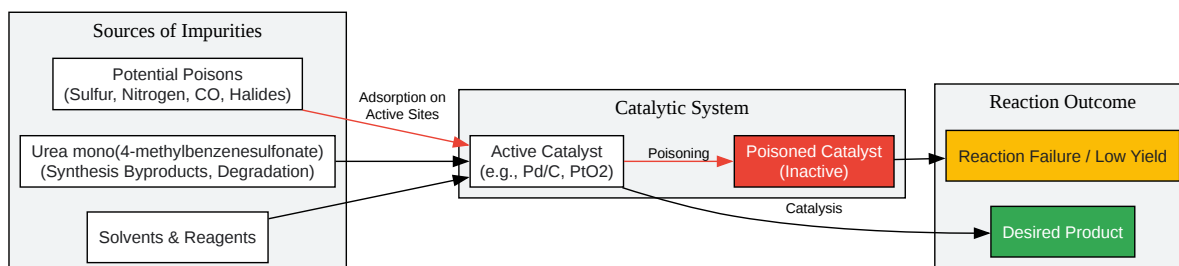 Sources of Impurities
Potential Poisons
(Sulfur, Nitrogen, CO, Halides)
Urea mono(4-methylbenzenesulfonate)
(Synthesis Byproducts, Degradation)
Solvents & Reagents
Adsorption on
Active Sites
Catalytic System
Active Catalyst
(e.g., Pd/C, PtO2)
Poisoning
Poisoned Catalyst
(Inactive)
Catalysis
Reaction Outcome
Reaction Failure / Low Yield
Desired Product